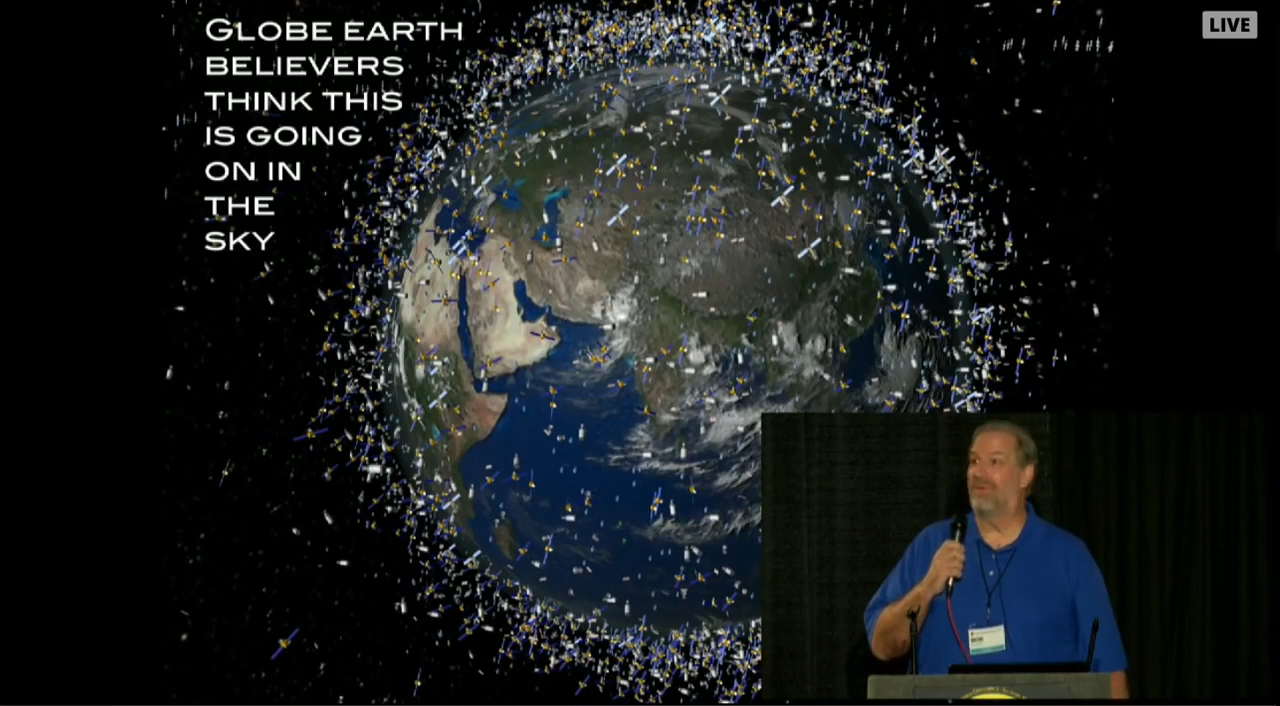 GLOBE EARTH
BELIEVERS
THINK THIS
IS GOING
ON IN
THE
SKY
LIVE